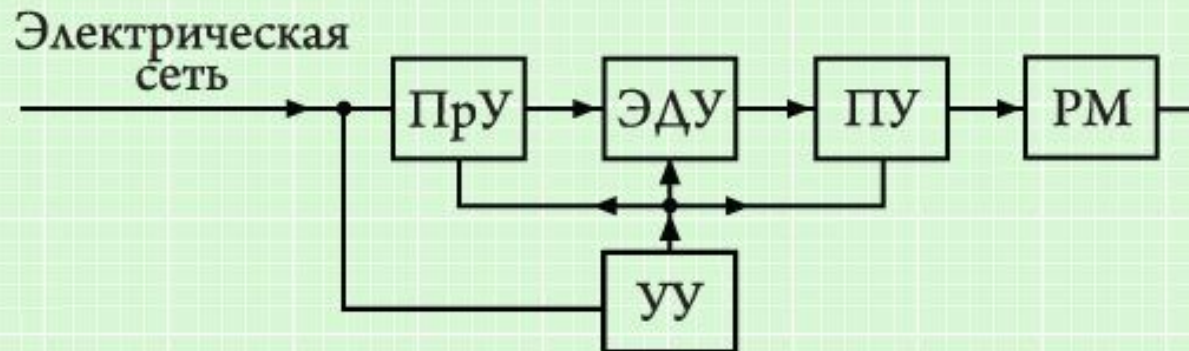 Электрическая
сеть
ПрУ
ЭДУ
ПУ
РМ
УУ